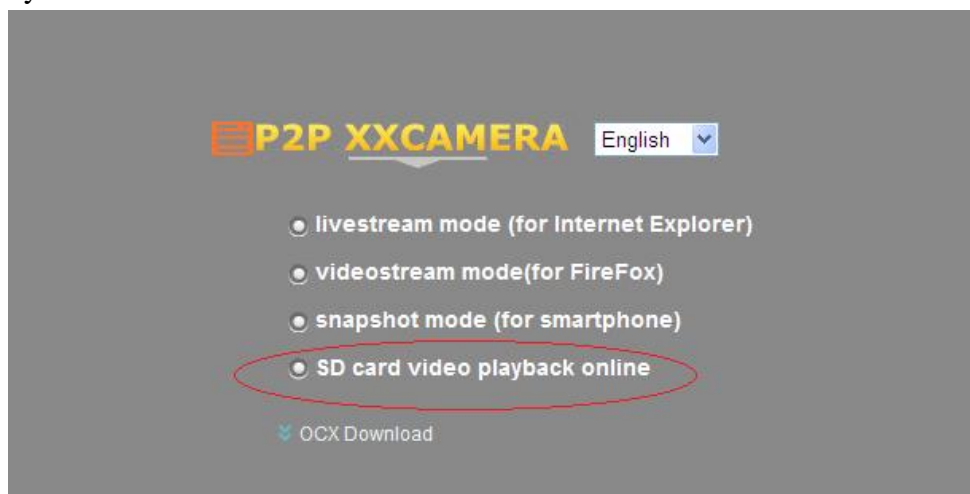 P2P XXCAMERA English
livestream mode (for Internet Explorer)
videostream mode(for FireFox)
snapshot mode (for smartphone)
SD card video playback online
OCX Download